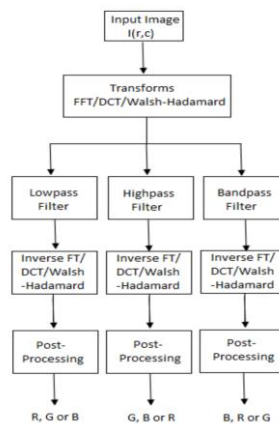 Input Image
I(r,c)
Transforms
FFT/DCT/Walsh-Hadamard
Lowpass
Filter
Highpass
Filter
Bandpass
Filter
Inverse FT/
DCT/Walsh
-Hadamard
Inverse FT/
DCT/Walsh
-Hadamard
Inverse FT/
DCT/Walsh
-Hadamard
Post-
Processing
Post-
Processing
Post-
Processing
R, G or B
G, B or R
B, R or G